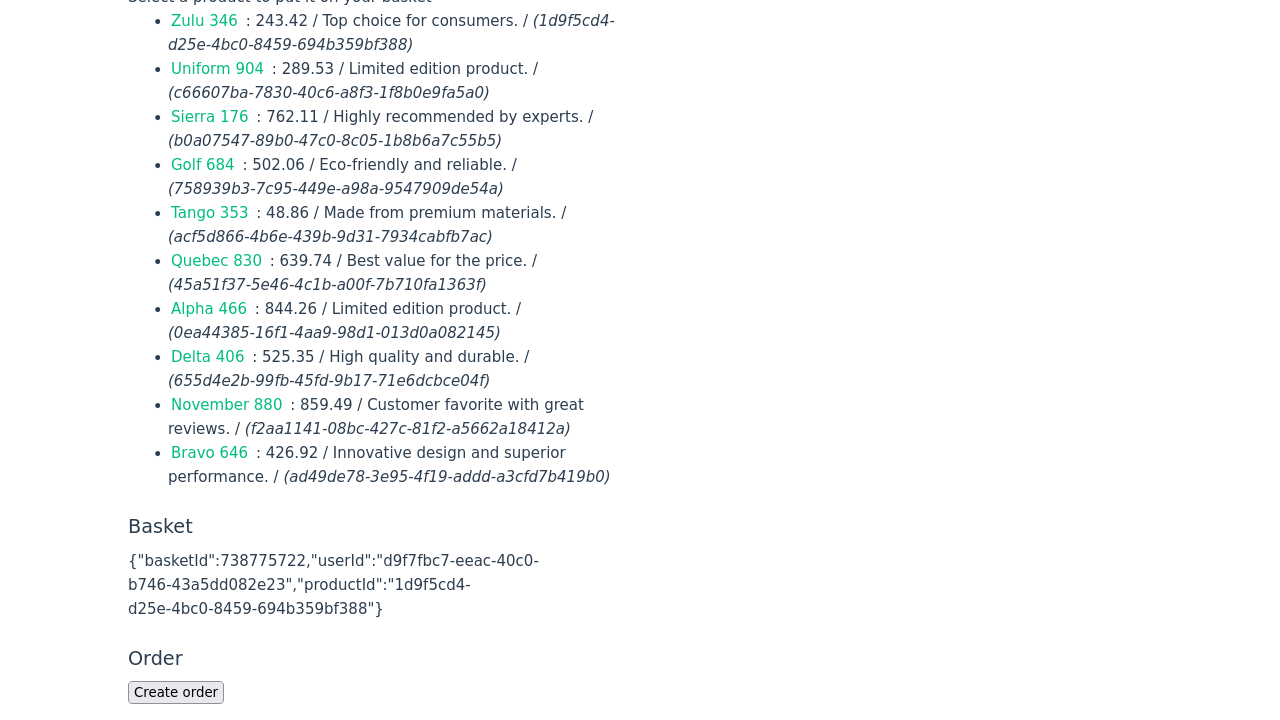 Select a product to put it on your basket
• Zulu 346 : 243.42 / Top choice for consumers. / (1d9f5cd4-
d25e-4bc0-8459-694b359bf388)
• Uniform 904 : 289.53 / Limited edition product. /
(c66607ba-7830-40c6-a8f3-1f8b0e9fa5a0)
• Sierra 176 : 762.11 / Highly recommended by experts. /
(b0a07547-89b0-47c0-8c05-1b8b6a7c55b5)
• Golf 684 : 502.06 / Eco-friendly and reliable. /
(758939b3-7c95-449e-a98a-9547909de54a)
• Tango 353 : 48.86 / Made from premium materials. /
(acf5d866-4b6e-439b-9d31-7934cabfb7ac)
• Quebec 830 : 639.74 / Best value for the price. /
(45a51f37-5e46-4c1b-a00f-7b710fa1363f)
• Alpha 466 : 844.26 / Limited edition product. /
(0ea44385-16f1-4aa9-98d1-013d0a082145)
• Delta 406 : 525.35 / High quality and durable. /
(655d4e2b-99fb-45fd-9b17-71e6dcbce04f)
• November 880 : 859.49 / Customer favorite with great
reviews. / (f2aa1141-08bc-427c-81f2-a5662a18412a)
• Bravo 646 : 426.92 / Innovative design and superior
performance. / (ad49de78-3e95-4f19-addd-a3cfd7b419b0)
Basket
{"basketId":738775722,"userId":"d9f7fbc7-eeac-40c0-
b746-43a5dd082e23","productId":"1d9f5cd4-
d25e-4bc0-8459-694b359bf388"}
Order
Create order